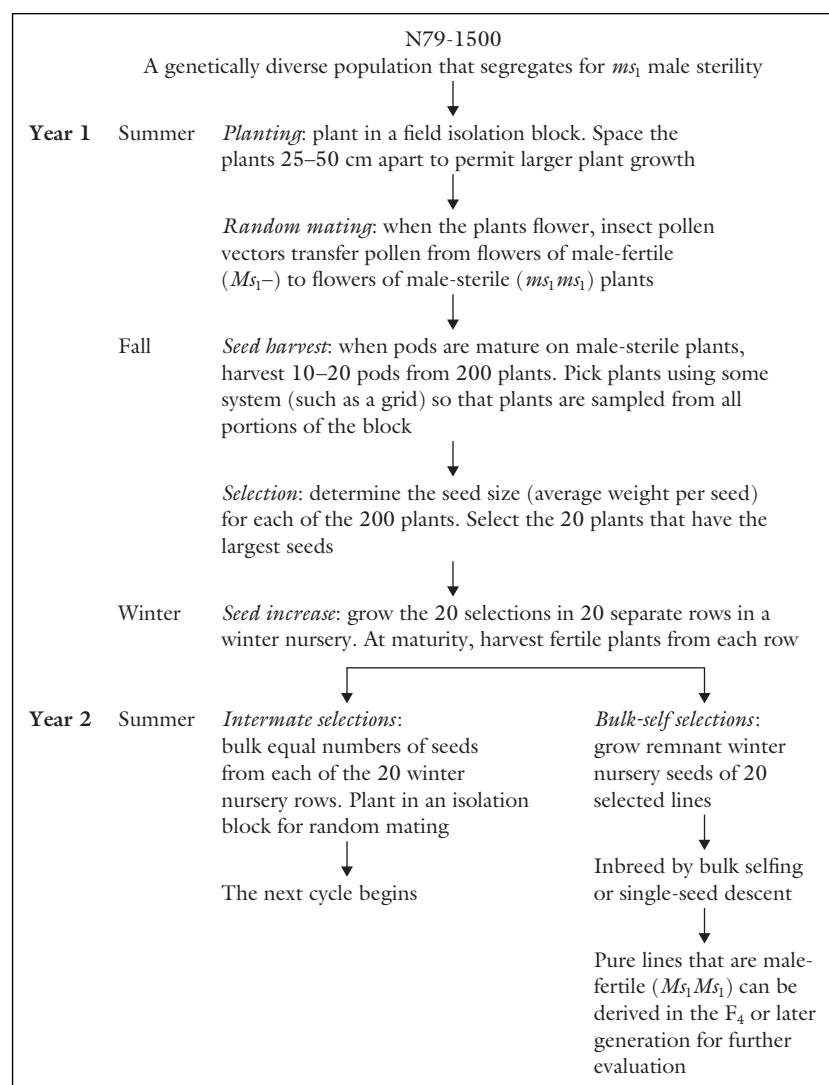 N79-1500
A genetically diverse population that segregates for ms₁ male sterility
Year 1 Summer Planting: plant in a field isolation block. Space the
plants 25–50 cm apart to permit larger plant growth
Random mating: when the plants flower, insect pollen
vectors transfer pollen from flowers of male-fertile
(Ms₁–) to flowers of male-sterile (ms₁ms₁) plants
Fall Seed harvest: when pods are mature on male-sterile plants,
harvest 10–20 pods from 200 plants. Pick plants using some
system (such as a grid) so that plants are sampled from all
portions of the block
Selection: determine the seed size (average weight per seed)
for each of the 200 plants. Select the 20 plants that have the
largest seeds
Winter Seed increase: grow the 20 selections in 20 separate rows in a
winter nursery. At maturity, harvest fertile plants from each row
Year 2 Summer Intermate selections:
bulk equal numbers of seeds
from each of the 20 winter
nursery rows. Plant in an isolation
block for random mating
The next cycle begins
Bulk-self selections:
grow remnant winter
nursery seeds of 20
selected lines
Inbreed by bulk selfing
or single-seed descent
Pure lines that are male-
fertile (Ms₁Ms₁) can be
derived in the F₄ or later
generation for further
evaluation